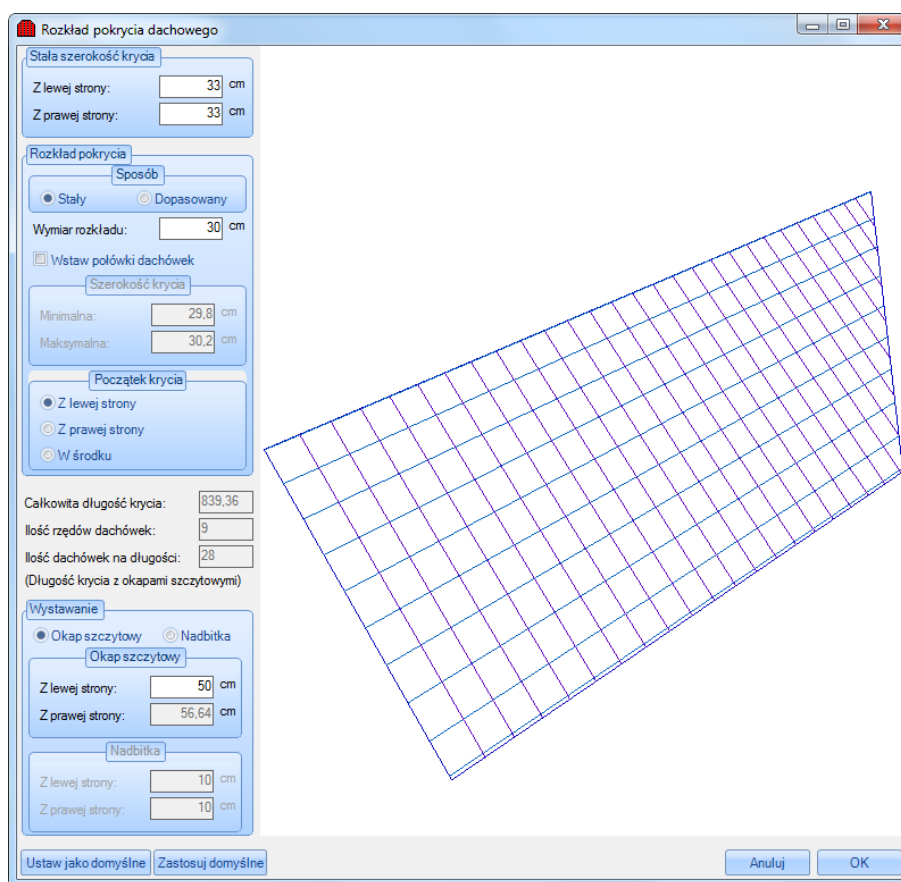 Rozkład pokrycia dachowego
Stała szerokość krycia
Z lewej strony: 33 cm
Z prawej strony: 33 cm
Rozkład pokrycia
Sposób
Stały Dopasowany
Wymiar rozkładu: 30 cm
Wstaw połówki dachówek
Szerokość krycia
Minimalna: 29,8 cm
Maksymalna: 30,2 cm
Początek krycia
Z lewej strony
Z prawej strony
W środku
Całkowita długość krycia: 839,36
Ilość rzędów dachówek: 9
Ilość dachówek na długości: 28
(Długość krycia z okapami szczytowymi)
Wystawanie
Okap szczytowy Nadbitka
Okap szczytowy
Z lewej strony: 50 cm
Z prawej strony: 56,64 cm
Nadbitka
Z lewej strony: 10 cm
Z prawej strony: 10 cm
Ustaw jako domyślne Zastosuj domyślne Anuluj OK